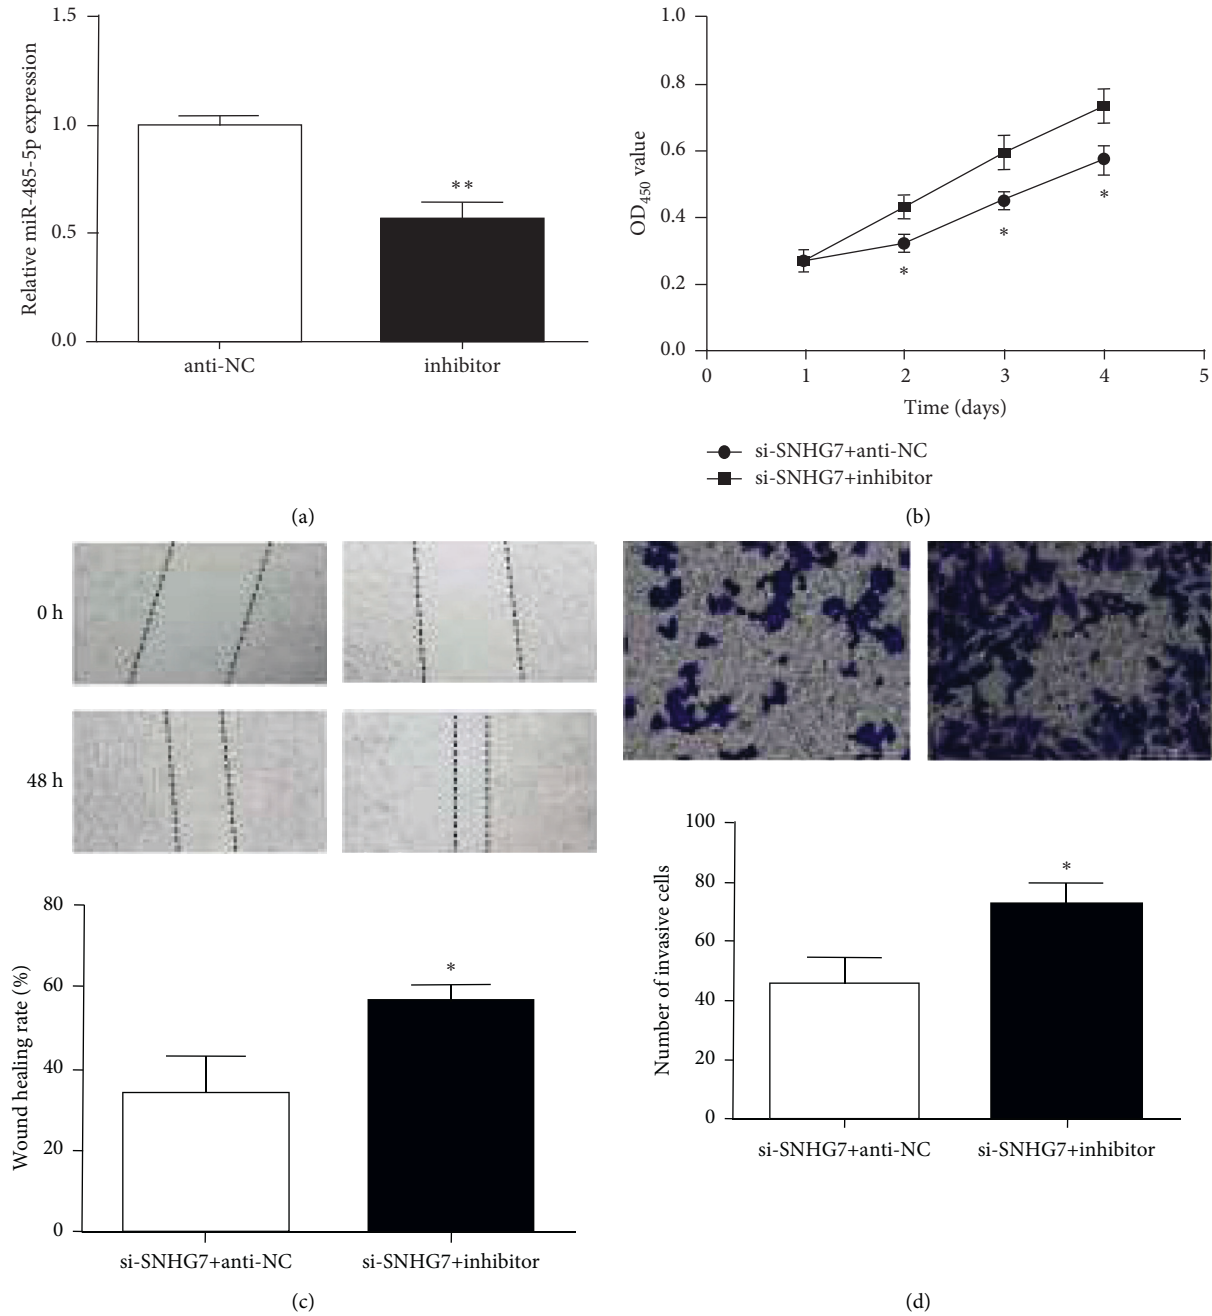 1.5
1.0
0.5
0.0
Relative miR-485-5p expression
**
anti-NC
inhibitor
(a)
1.0
0.8
0.6
0.4
0.2
0.0
OD450 value
*
*
*
0
1
2
3
4
5
Time (days)
si-SNHG7+anti-NC
si-SNHG7+inhibitor
(b)
0 h
48 h
80
60
40
20
0
Wound healing rate (%)
*
si-SNHG7+anti-NC
si-SNHG7+inhibitor
(c)
100
80
60
40
20
0
Number of invasive cells
*
si-SNHG7+anti-NC
si-SNHG7+inhibitor
(d)